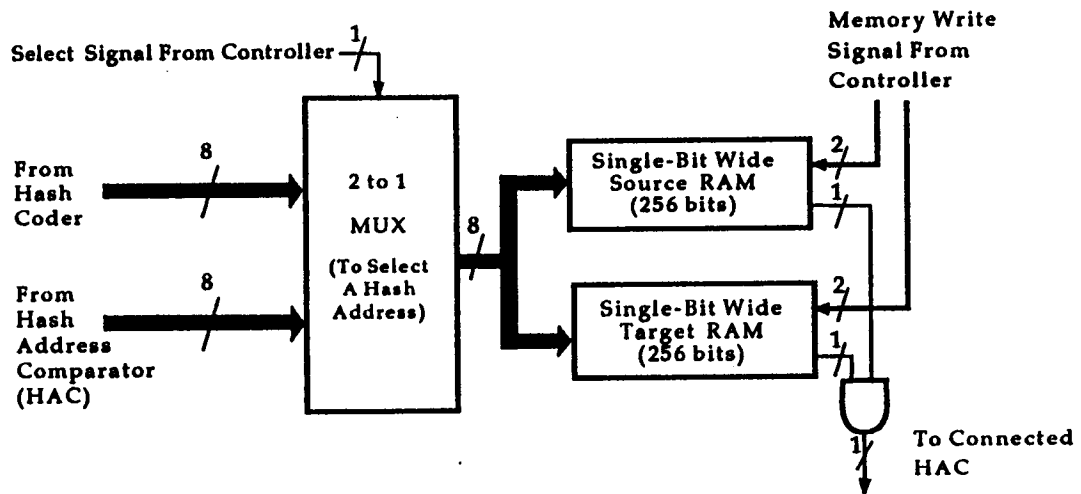 Select Signal From Controller
1
Memory Write
Signal From
Controller
From
Hash
Coder
8
2 to 1
MUX
(To Select
A Hash
Address)
8
Single-Bit Wide
Source RAM
(256 bits)
2
1
From
Hash
Address
Comparator
(HAC)
8
Single-Bit Wide
Target RAM
(256 bits)
2
1
1
To Connected
HAC